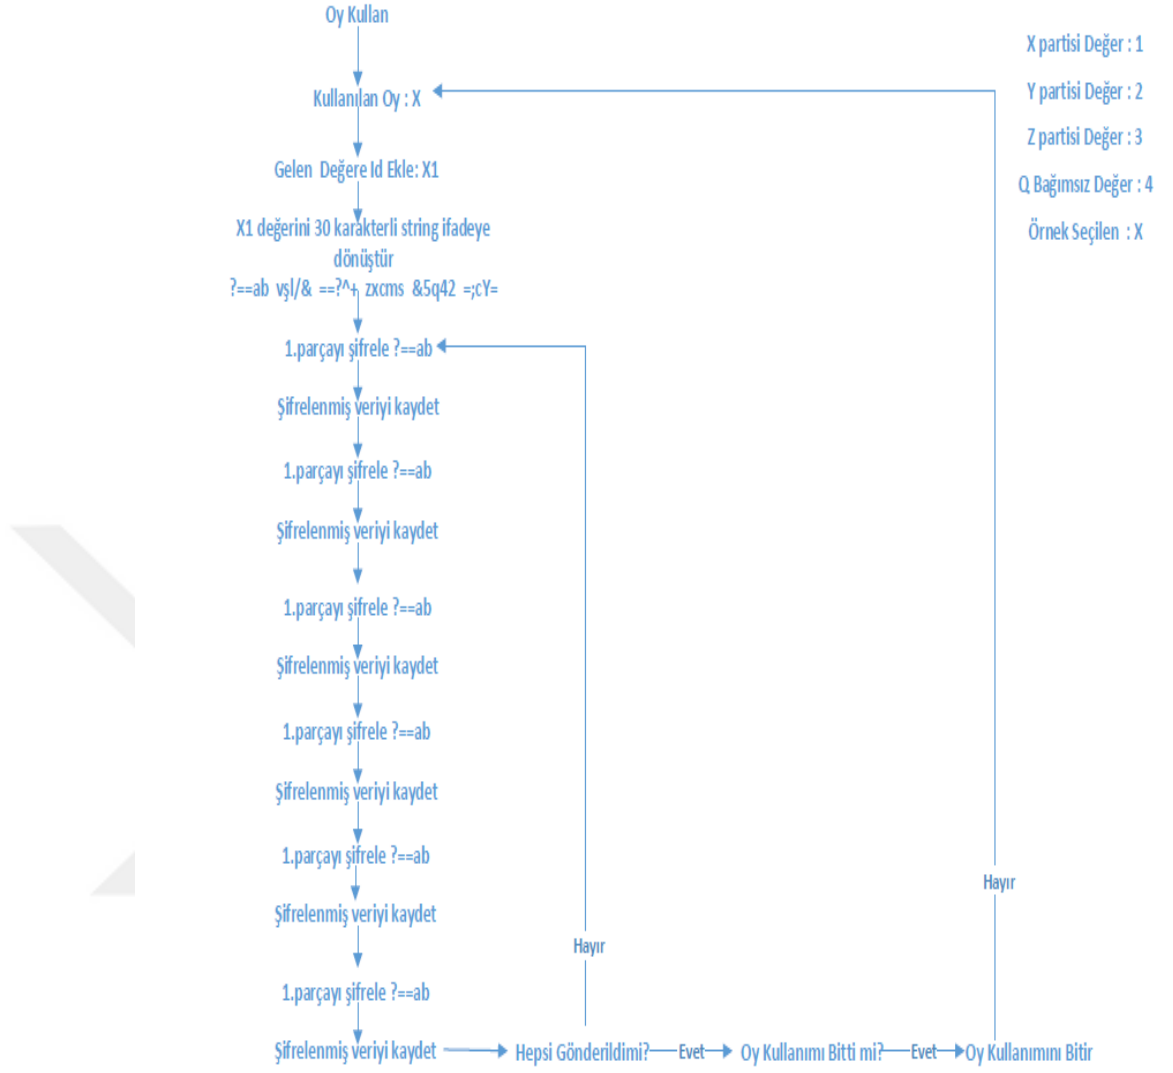 Oy Kullan
X partisi Değer : 1
Kullanılan Oy : X
Y partisi Değer : 2
Z partisi Değer : 3
Gelen Değere Id Ekle: X1
Q Bağımsız Değer : 4
X1 değerini 30 karakterli string ifadeye
dönüştür
Örnek Seçilen : X
?==ab vşl/& ==?^+ zxcms &5q42 =;cY=
1.parçayı şifrele ?==ab
Şifrelenmiş veriyi kaydet
1.parçayı şifrele ?==ab
Şifrelenmiş veriyi kaydet
1.parçayı şifrele ?==ab
Şifrelenmiş veriyi kaydet
1.parçayı şifrele ?==ab
Şifrelenmiş veriyi kaydet
1.parçayı şifrele ?==ab
Şifrelenmiş veriyi kaydet
Hayır
Hayır
1.parçayı şifrele ?==ab
Şifrelenmiş veriyi kaydet
Hepsi Gönderildimi?
Evet
Oy Kullanımı Bitti mi?
Evet
Oy Kullanımını Bitir